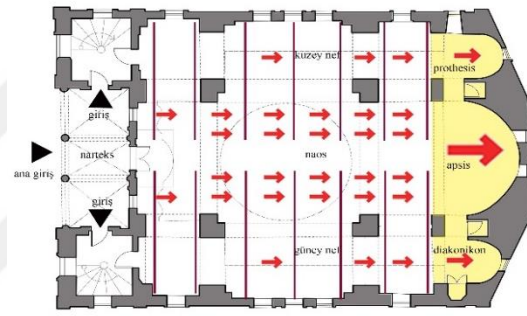 kuzey nef
prothesis
giriş
narteks
ana giriş
naos
apsis
giriş
güney nef
diakonikon